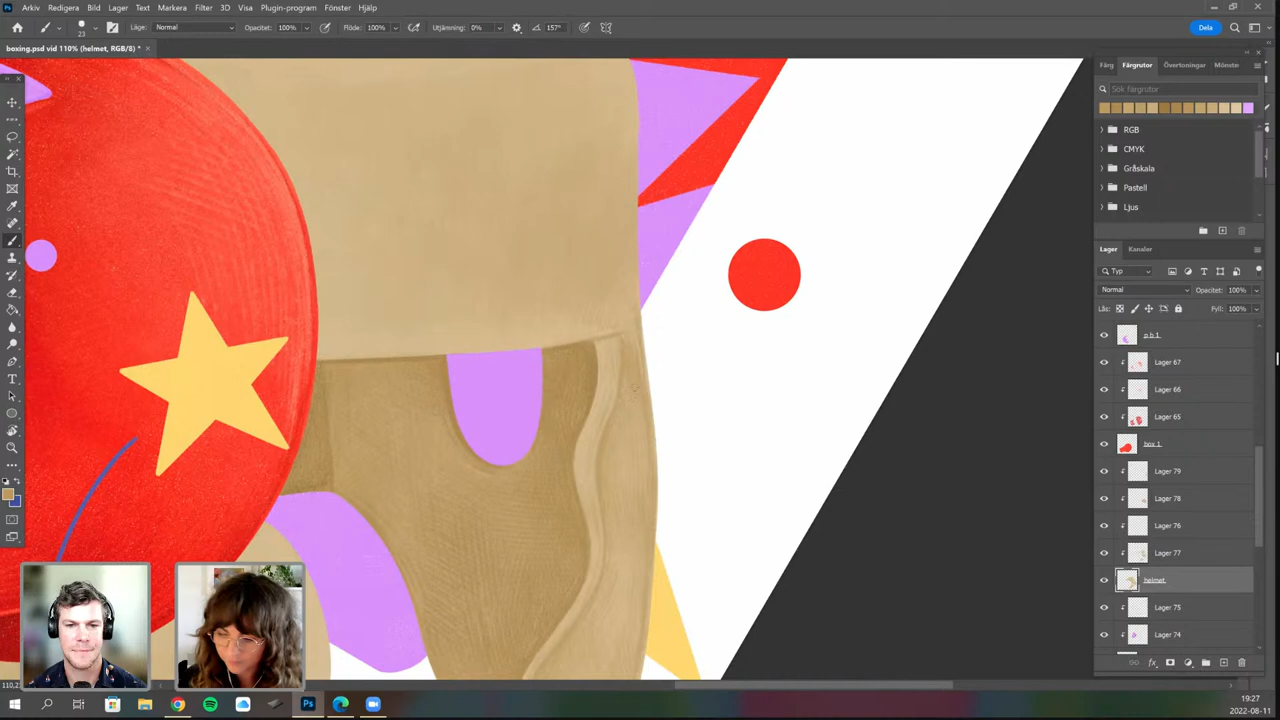 Arkiv Redigera Bild Lager Text Markera Filter 3D Visa Plugin-program Fönster Hjälp
23 Läge: Normal Opacitet: 100% Flöde: 100% Utjämning: 0% 157° Dela
boxing.psd vid 110% (helmet, RGB/8) *
Färg Färgrutor Övertoningar Mönste
Sök färgrutor
RGB
CMYK
Gråskala
Pastell
Ljus
Lager Kanaler
Typ
Normal Opacitet: 100%
Lås: Fyll: 100%
p b 1
Lager 67
Lager 66
Lager 65
box 1
Lager 79
Lager 78
Lager 76
Lager 77
helmet
Lager 75
Lager 74
19:27
2022-08-11